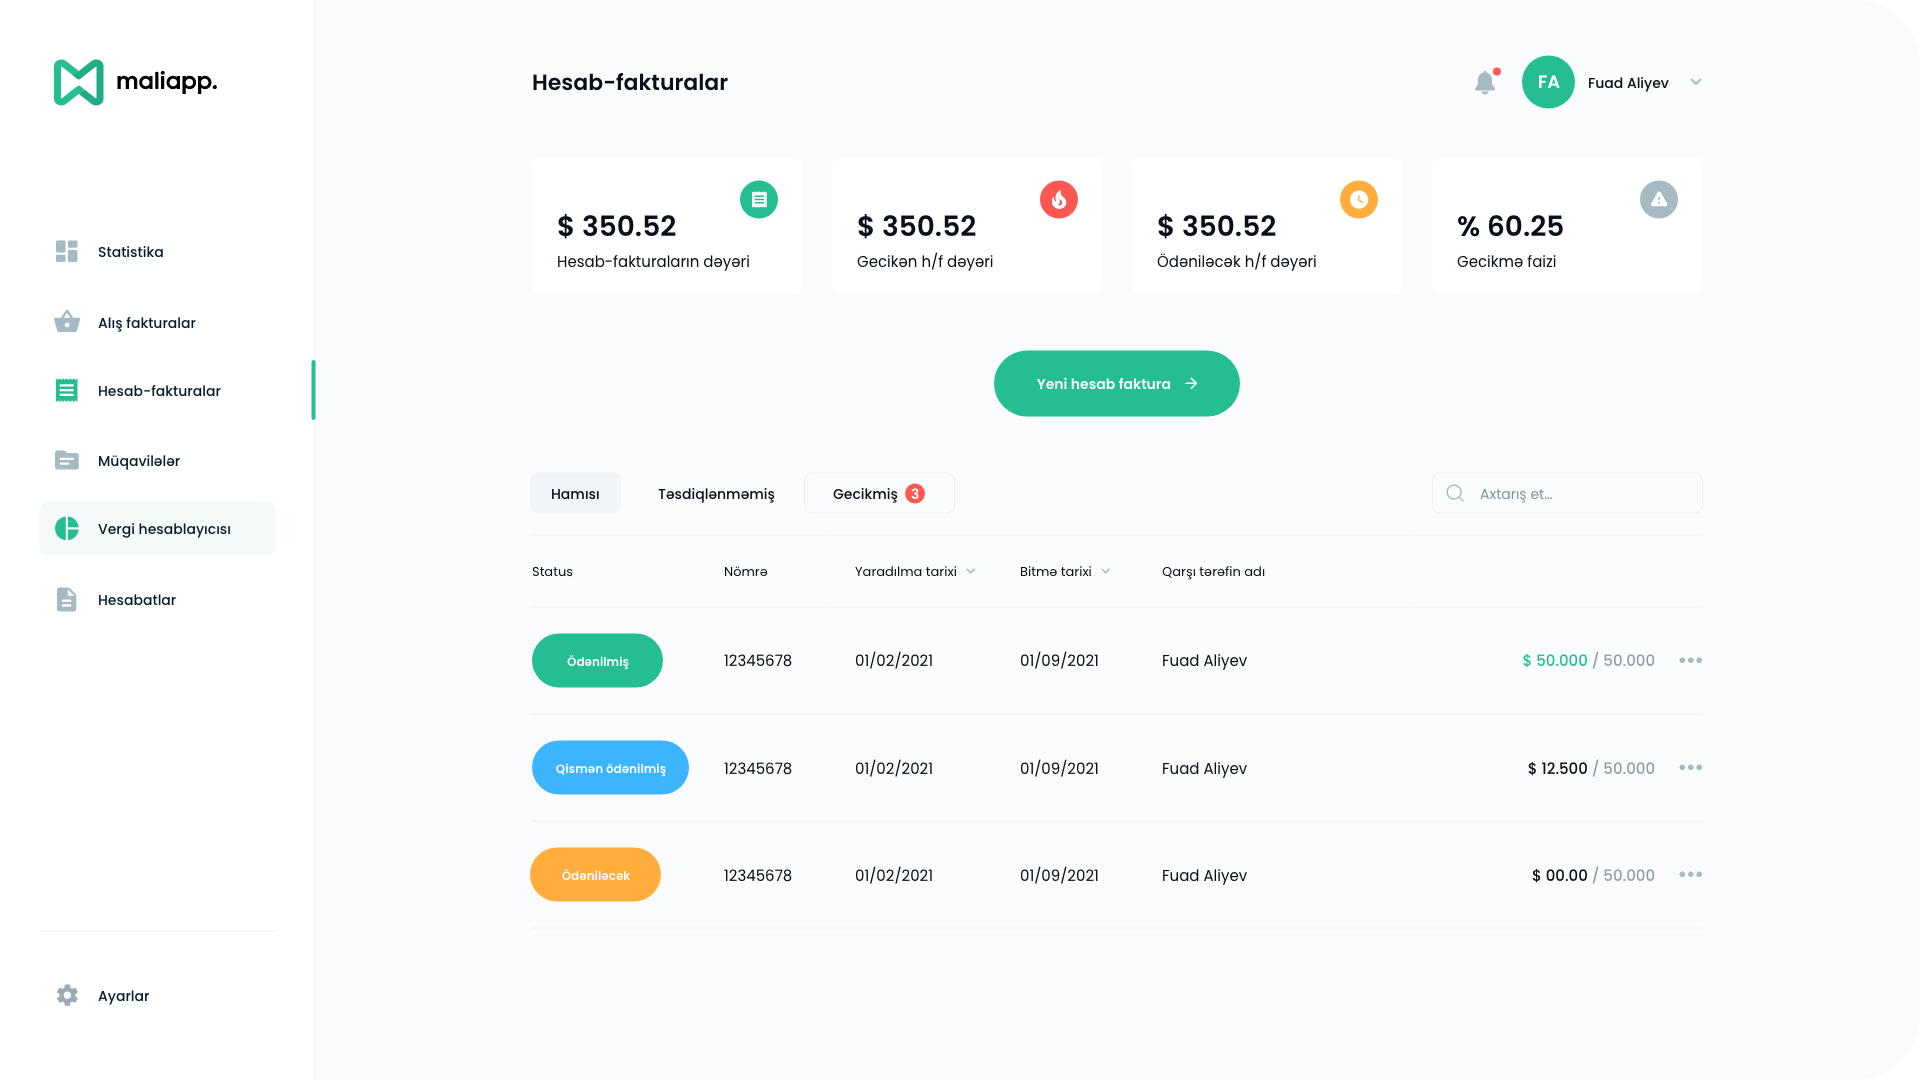 maliapp.
Statistika
Alış fakturalar
Hesab-fakturalar
Müqavilələr
Vergi hesablayıcısı
Hesabatlar
Ayarlar
Hesab-fakturalar
FA
Fuad Aliyev
$ 350.52
Hesab-fakturaların dəyəri
$ 350.52
Gecikən h/f dəyəri
$ 350.52
Ödəniləcək h/f dəyəri
% 60.25
Gecikmə faizi
Yeni hesab faktura
Hamısı
Təsdiqlənməmiş
Gecikmiş 3
Axtarış et...
Status Nömrə Yaradılma tarixi Bitmə tarixi Qarşı tərəfin adı
Ödənilmiş 12345678 01/02/2021 01/09/2021 Fuad Aliyev $ 50.000 / 50.000
Qismən ödənilmiş 12345678 01/02/2021 01/09/2021 Fuad Aliyev $ 12.500 / 50.000
Ödəniləcək 12345678 01/02/2021 01/09/2021 Fuad Aliyev $ 00.00 / 50.000